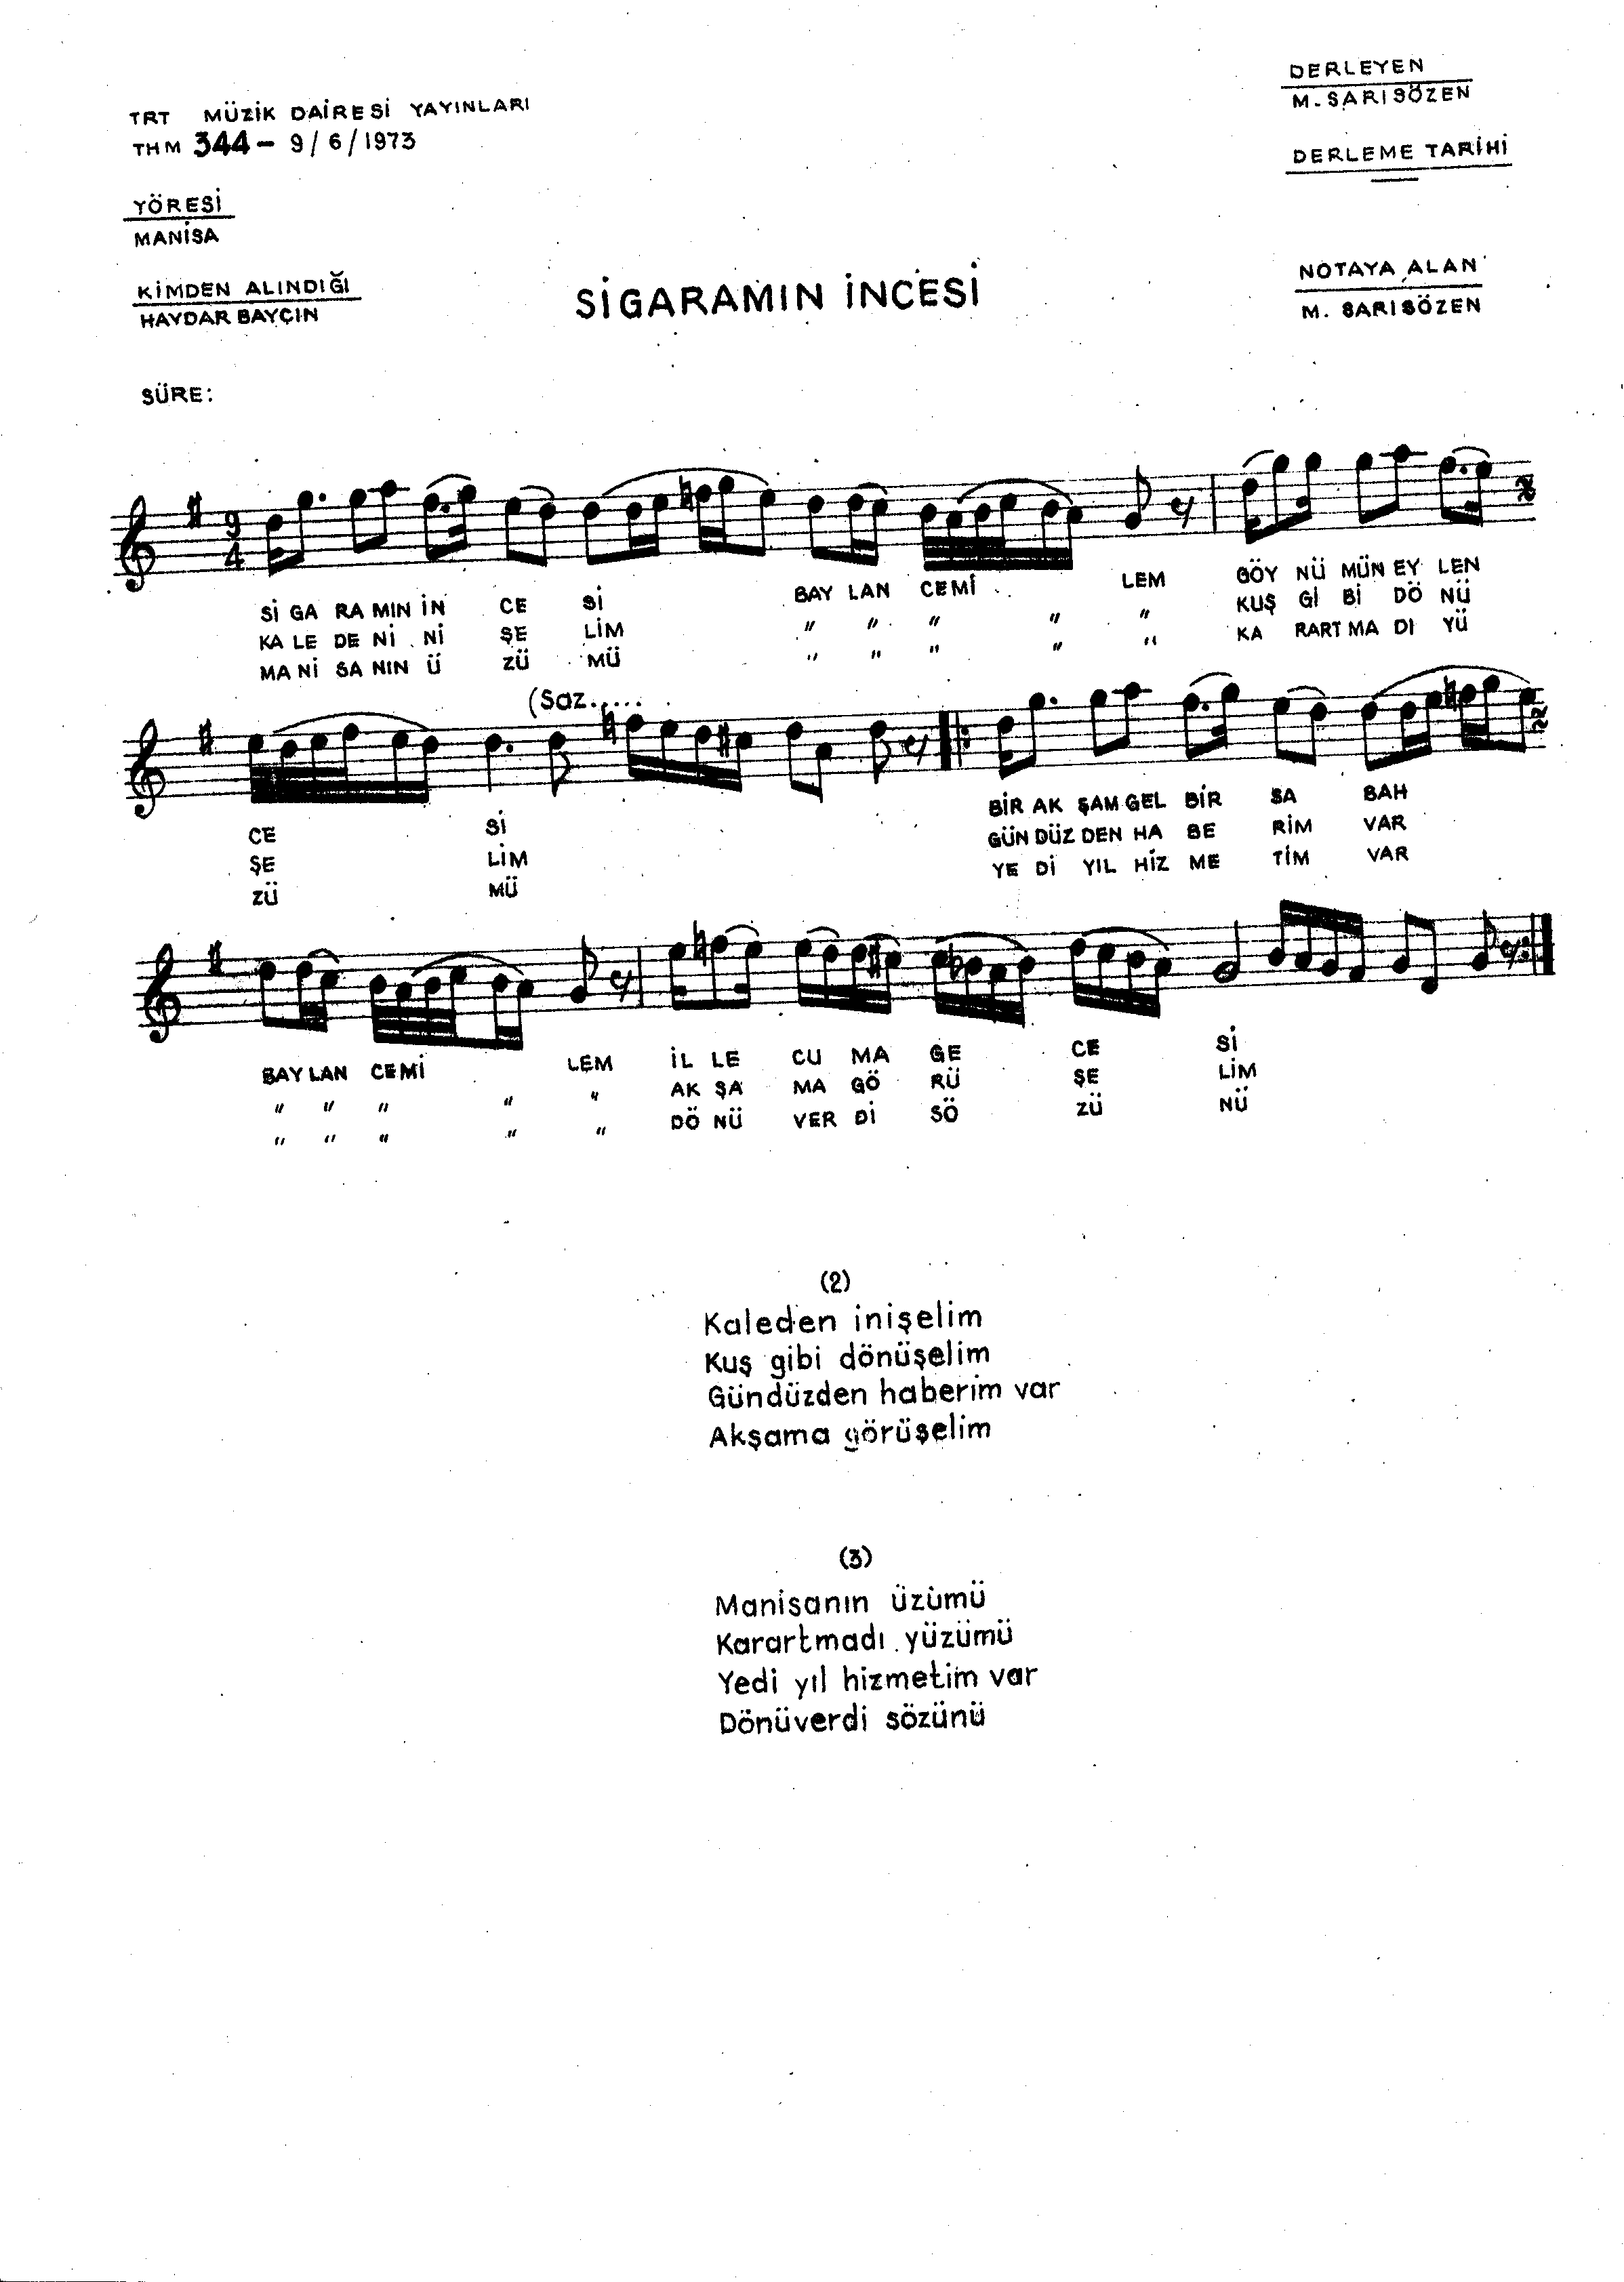 TRT MÜZİK DAİRESİ YAYINLARI
THM 344 - 9/6/1973
YÖRESİ
MANİSA
KİMDEN ALINDIĞI
HAYDAR BAYÇIN
SÜRE:
DERLEYEN
M. SARISÖZEN
DERLEME TARİHİ
NOTAYA ALAN
M. SARISÖZEN
SİGARAMIN İNCESİ
9
4
Sİ GA RA MIN İN CE Sİ BAY LAN CEMİ LEM GÖY NÜ MÜN EY LEN
KA LE DE Nİ Nİ ŞE LİM " " " " " KUŞ Gİ Bİ DÖ NÜ
MA Nİ SA NIN Ü ZÜ MÜ " " " " " KA RART MA DI YÜ
(Saz.....
CE Sİ BİR AK ŞAM GEL BİR SA BAH
ŞE LİM GÜN DÜZ DEN HA BE RİM VAR
ZÜ MÜ YE Dİ YIL HİZ ME TİM VAR
BAY LAN CEMİ LEM İL LE CU MA GE CE Sİ
" " " " " AK ŞA MA GÖ RÜ ŞE LİM
" " " " " DÖ NÜ VER Dİ SÖ ZÜ NÜ
(2)
Kaleden inişelim
Kuş gibi dönüşelim
Gündüzden haberim var
Akşama görüşelim
(3)
Manisanın üzümü
Karartmadı yüzümü
Yedi yıl hizmetim var
Dönüverdi sözünü